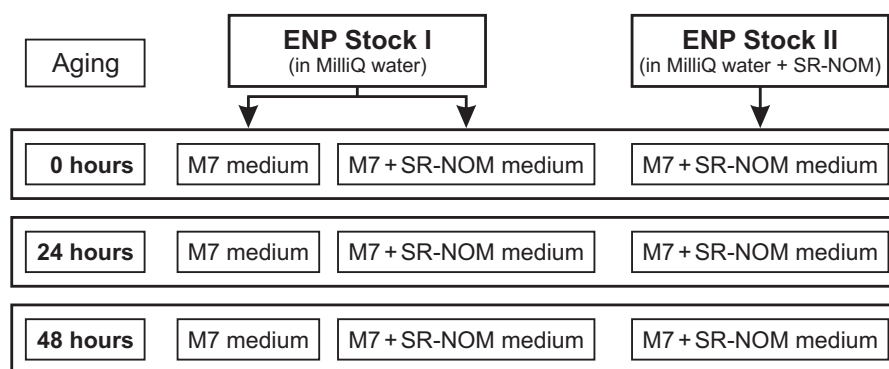 Aging
ENP Stock I
(in MilliQ water)
ENP Stock II
(in MilliQ water + SR-NOM)
0 hours M7 medium M7 + SR-NOM medium M7 + SR-NOM medium
24 hours M7 medium M7 + SR-NOM medium M7 + SR-NOM medium
48 hours M7 medium M7 + SR-NOM medium M7 + SR-NOM medium